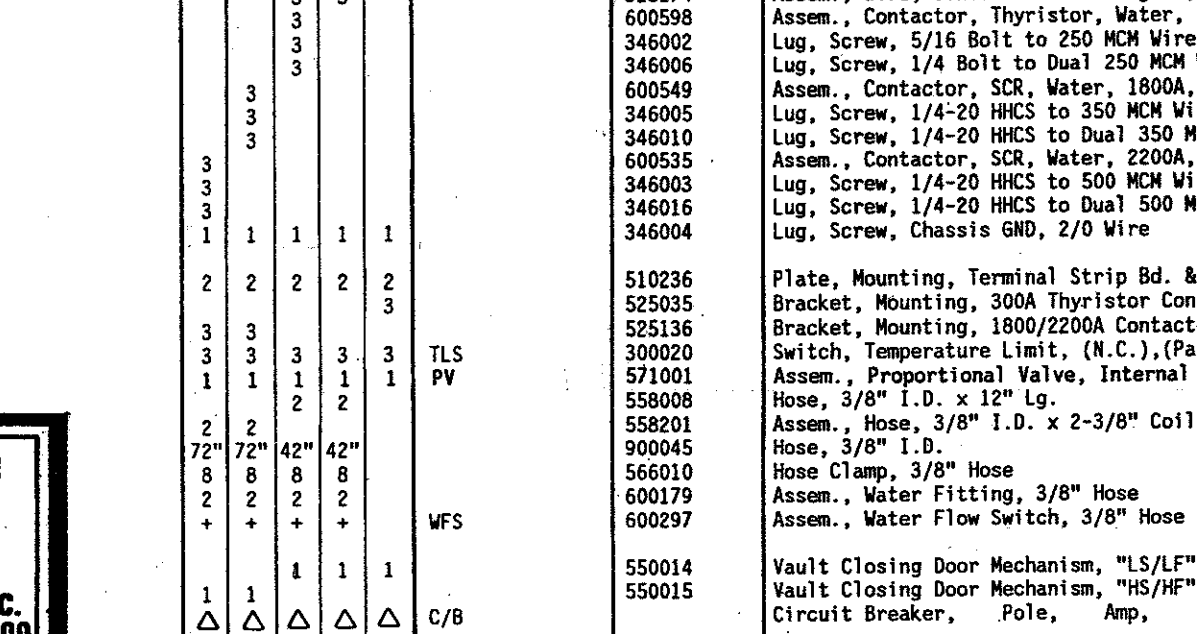 3 3
3 600598 Assem., Contactor, Thyristor, Water,
3 346002 Lug, Screw, 5/16 Bolt to 250 MCM Wire
3 346006 Lug, Screw, 1/4 Bolt to Dual 250 MCM
3 600549 Assem., Contactor, SCR, Water, 1800A,
3 346005 Lug, Screw, 1/4-20 HHCS to 350 MCM Wi
3 346010 Lug, Screw, 1/4-20 HHCS to Dual 350 M
3 600535 Assem., Contactor, SCR, Water, 2200A,
3 346003 Lug, Screw, 1/4-20 HHCS to 500 MCM Wi
3 346016 Lug, Screw, 1/4-20 HHCS to Dual 500 M
1 1 1 1 1 346004 Lug, Screw, Chassis GND, 2/0 Wire
2 2 2 2 2 510236 Plate, Mounting, Terminal Strip Bd. &
3 525035 Bracket, Mounting, 300A Thyristor Con
3 3 525136 Bracket, Mounting, 1800/2200A Contact
3 3 3 3 3 TLS 300020 Switch, Temperature Limit, (N.C.),(Pa
1 1 1 1 1 PV 571001 Assem., Proportional Valve, Internal
2 2 558008 Hose, 3/8" I.D. x 12" Lg.
2 2 558201 Assem., Hose, 3/8" I.D. x 2-3/8" Coil
72" 72" 42" 42" 900045 Hose, 3/8" I.D.
8 8 8 8 566010 Hose Clamp, 3/8" Hose
2 2 2 2 600179 Assem., Water Fitting, 3/8" Hose
+ + + + WFS 600297 Assem., Water Flow Switch, 3/8" Hose
1 1 1 550014 Vault Closing Door Mechanism, "LS/LF"
1 1 550015 Vault Closing Door Mechanism, "HS/HF"
△ △ △ △ △ C/B Circuit Breaker, Pole, Amp,
C.